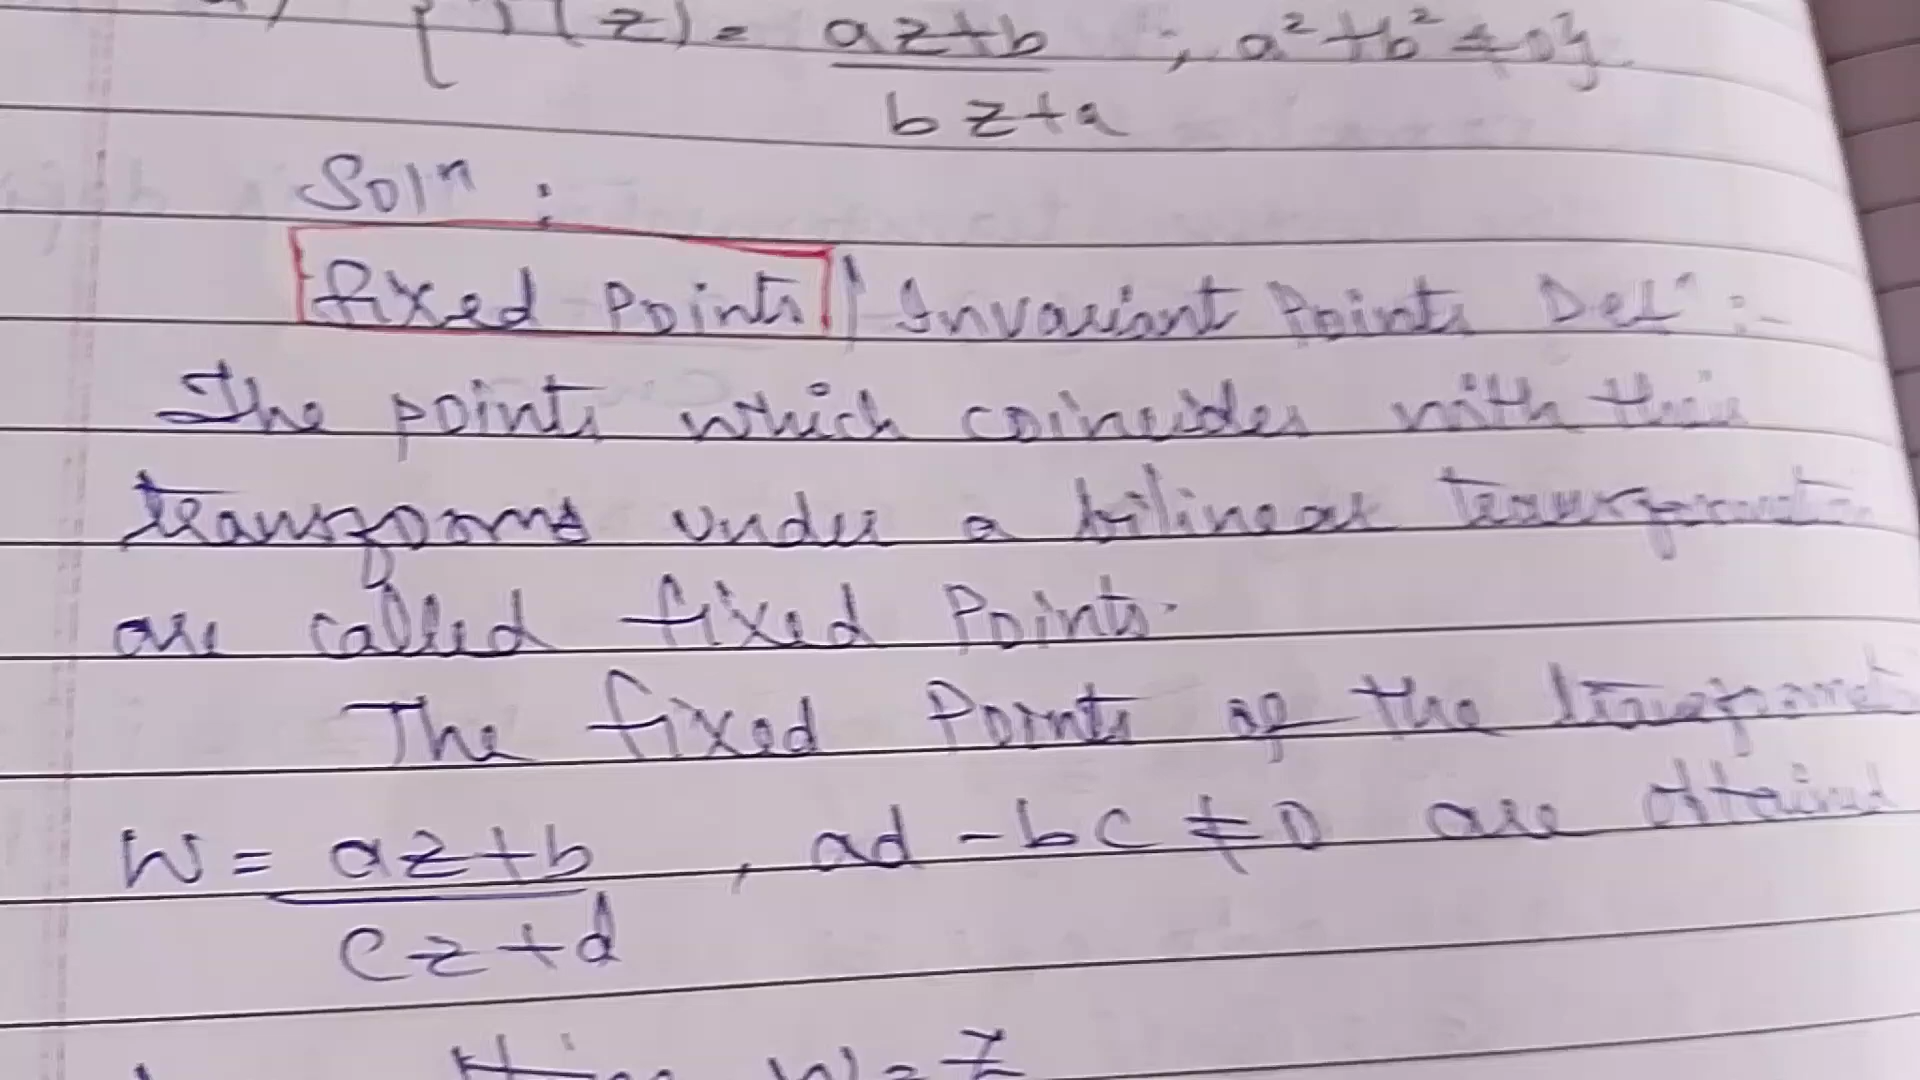 T(z) = az+b ; a²+b² ≠ 0}
bz+a
Solⁿ :
fixed Points / Invariant Points Defⁿ :-
The points which coincides with their
transforms under a bilinear transformation
are called fixed Points.
The fixed Points of the
W = az+b , ad - bc ≠ 0 are obtained
cz+d
W = Z